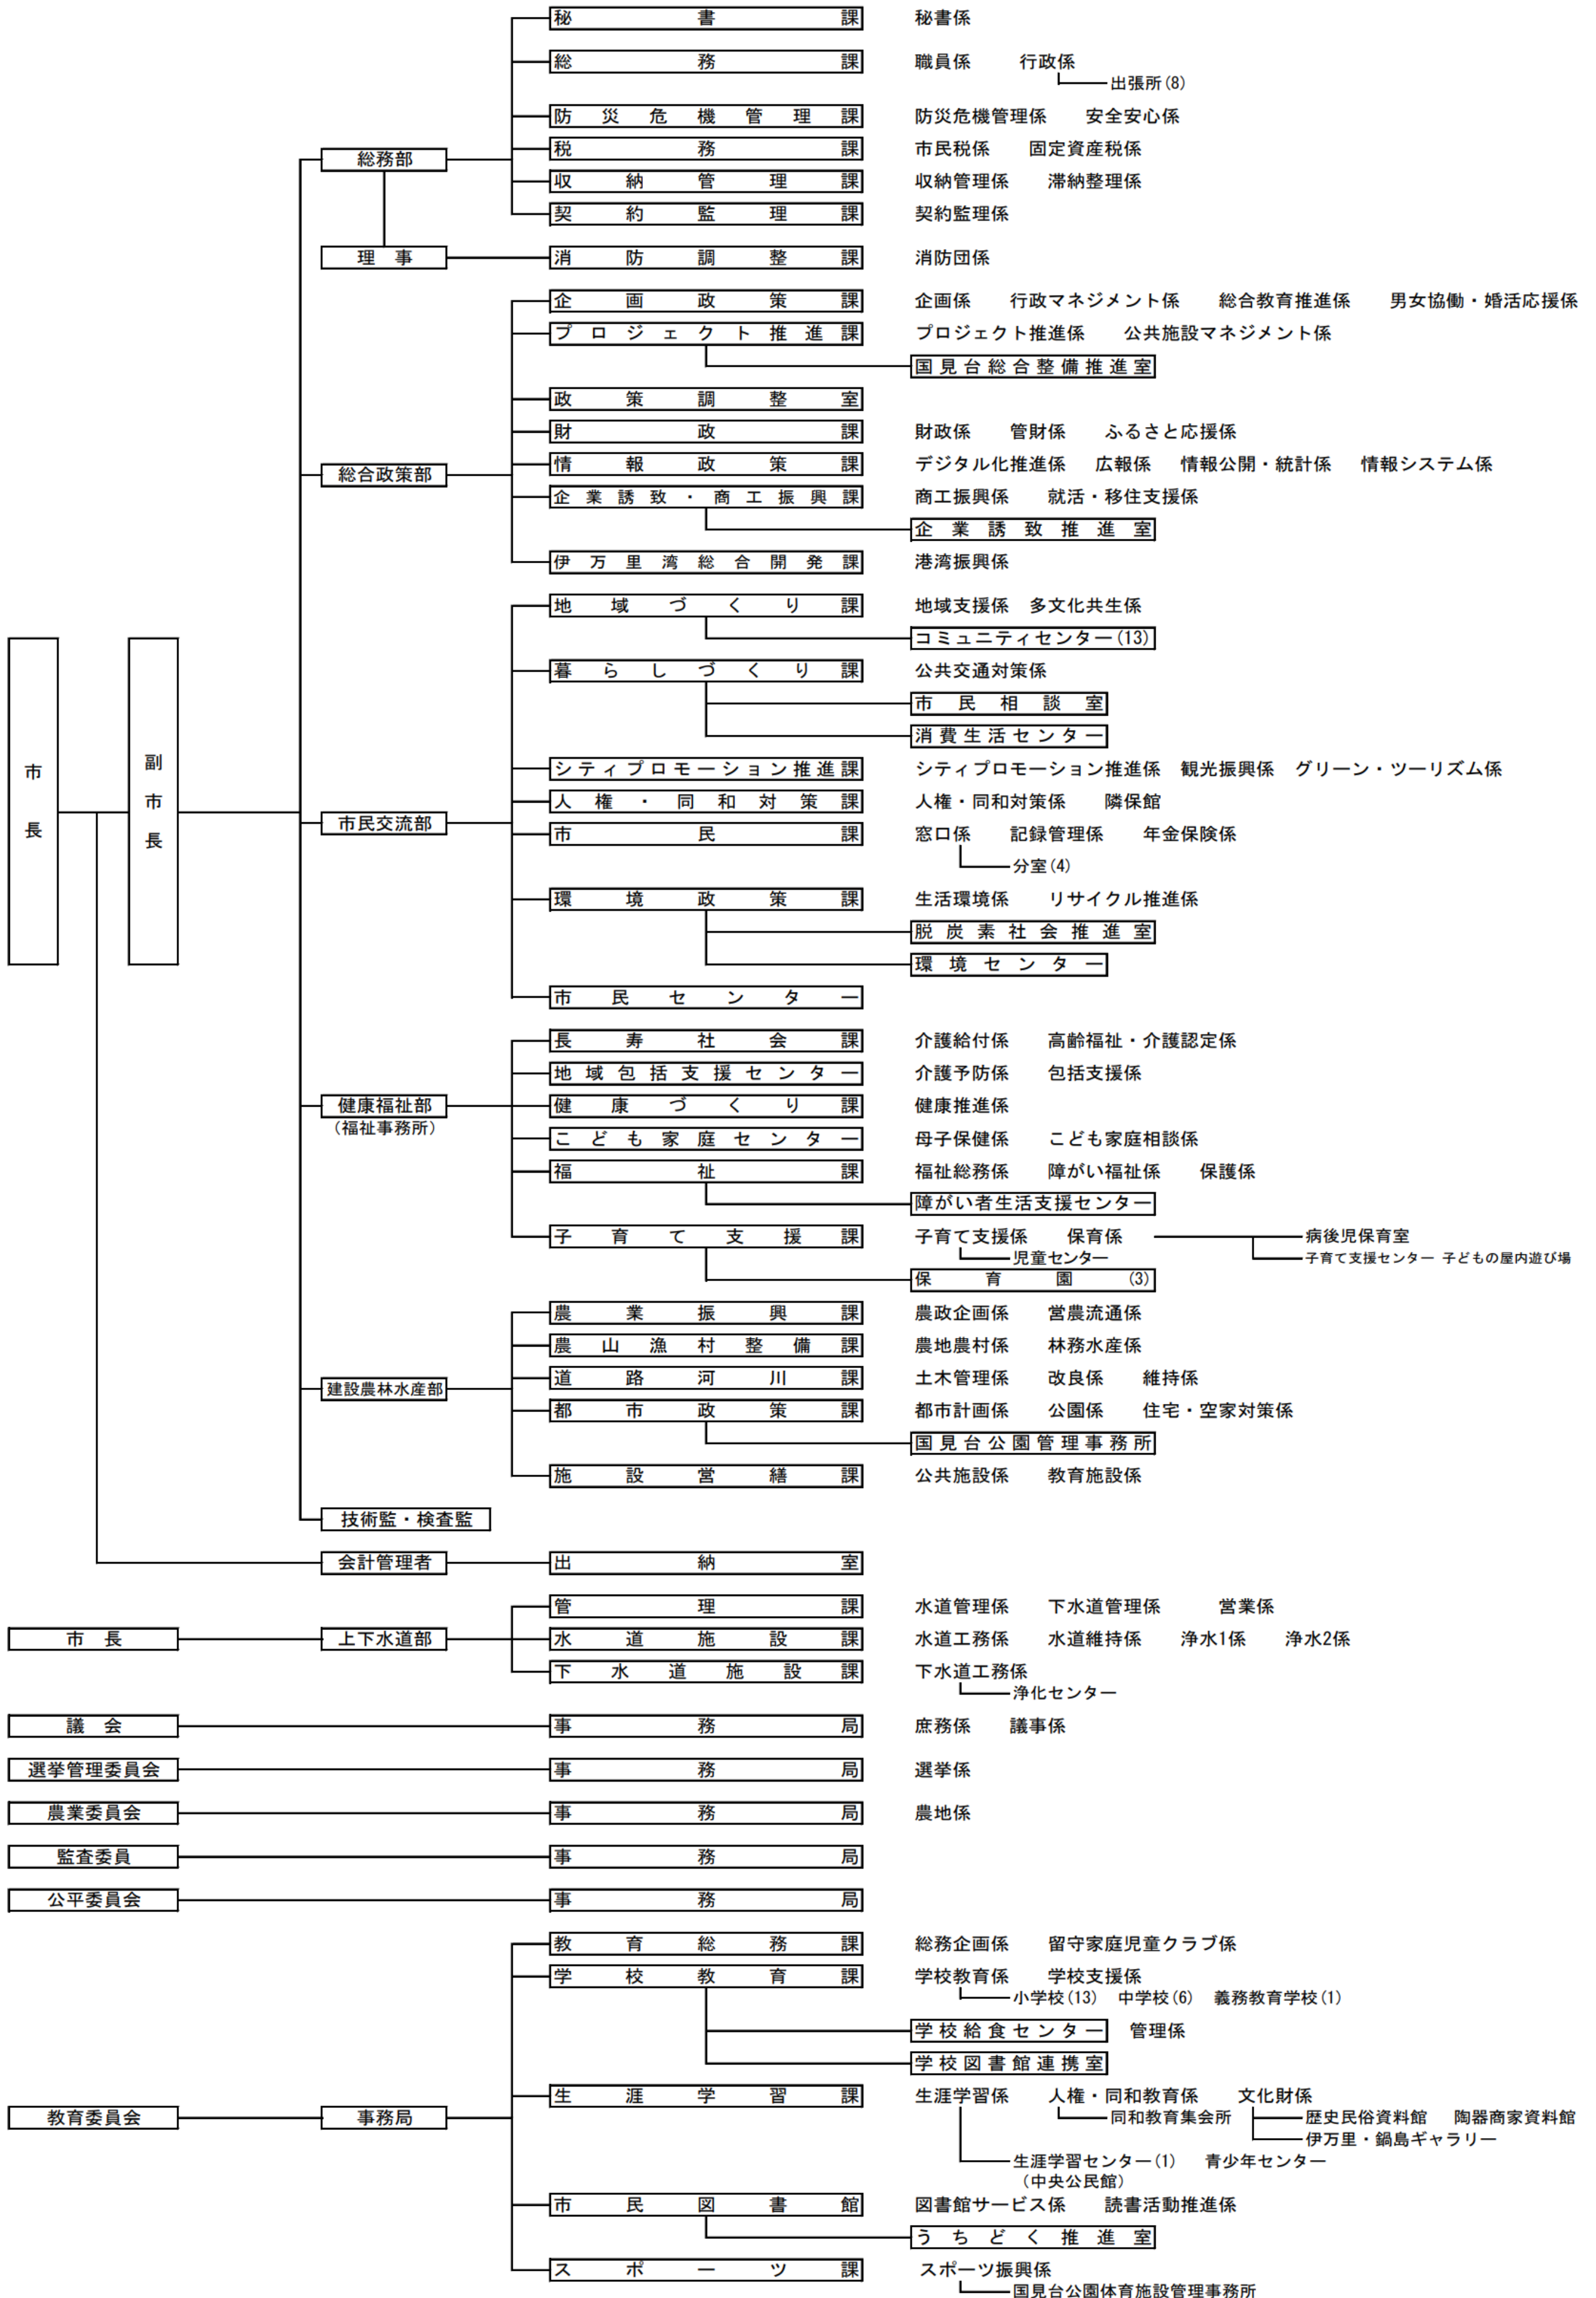 秘書課 秘書係
総務課 職員係 行政係
出張所(8)
防災危機管理課 防災危機管理係 安全安心係
税務課 市民税係 固定資産税係
総務部
収納管理課 収納管理係 滞納整理係
契約監理課 契約監理係
理事 消防調整課 消防団係
企画政策課 企画係 行政マネジメント係 総合教育推進係 男女協働・婚活応援係
プロジェクト推進課 プロジェクト推進係 公共施設マネジメント係
国見台総合整備推進室
政策調整室
財政課 財政係 管財係 ふるさと応援係
情報政策課 デジタル化推進係 広報係 情報公開・統計係 情報システム係
総合政策部
企業誘致・商工振興課 商工振興係 就活・移住支援係
企業誘致推進室
伊万里湾総合開発課 港湾振興係
地域づくり課 地域支援係 多文化共生係
コミュニティセンター(13)
暮らしづくり課 公共交通対策係
市民相談室
消費生活センター
市長
副市長
シティプロモーション推進課 シティプロモーション推進係 観光振興係 グリーン・ツーリズム係
人権・同和対策課 人権・同和対策係 隣保館
市民交流部
市民課 窓口係 記録管理係 年金保険係
分室(4)
環境政策課 生活環境係 リサイクル推進係
脱炭素社会推進室
環境センター
市民センター
長寿社会課 介護給付係 高齢福祉・介護認定係
地域包括支援センター 介護予防係 包括支援係
健康福祉部 健康づくり課 健康推進係
(福祉事務所)
こども家庭センター 母子保健係 こども家庭相談係
福祉課 福祉総務係 障がい福祉係 保護係
障がい者生活支援センター
子育て支援課 子育て支援係 保育係 病後児保育室
児童センター 子育て支援センター 子どもの屋内遊び場
保育園(3)
農業振興課 農政企画係 営農流通係
農山漁村整備課 農地農村係 林務水産係
道路河川課 土木管理係 改良係 維持係
建設農林水産部
都市政策課 都市計画係 公園係 住宅・空家対策係
国見台公園管理事務所
施設営繕課 公共施設係 教育施設係
技術監・検査監
会計管理者 出納室
管理課 水道管理係 下水道管理係 営業係
市長 上下水道部 水道施設課 水道工務係 水道維持係 浄水1係 浄水2係
下水道施設課 下水道工務係
浄化センター
議会 事務局 庶務係 議事係
選挙管理委員会 事務局 選挙係
農業委員会 事務局 農地係
監査委員 事務局
公平委員会 事務局
教育総務課 総務企画係 留守家庭児童クラブ係
学校教育課 学校教育係 学校支援係
小学校(13) 中学校(6) 義務教育学校(1)
学校給食センター 管理係
学校図書館連携室
生涯学習課 生涯学習係 人権・同和教育係 文化財係
教育委員会 事務局 同和教育集会所 歴史民俗資料館 陶器商家資料館
伊万里・鍋島ギャラリー
生涯学習センター(1) 青少年センター
(中央公民館)
市民図書館 図書館サービス係 読書活動推進係
うちどく推進室
スポーツ課 スポーツ振興係
国見台公園体育施設管理事務所